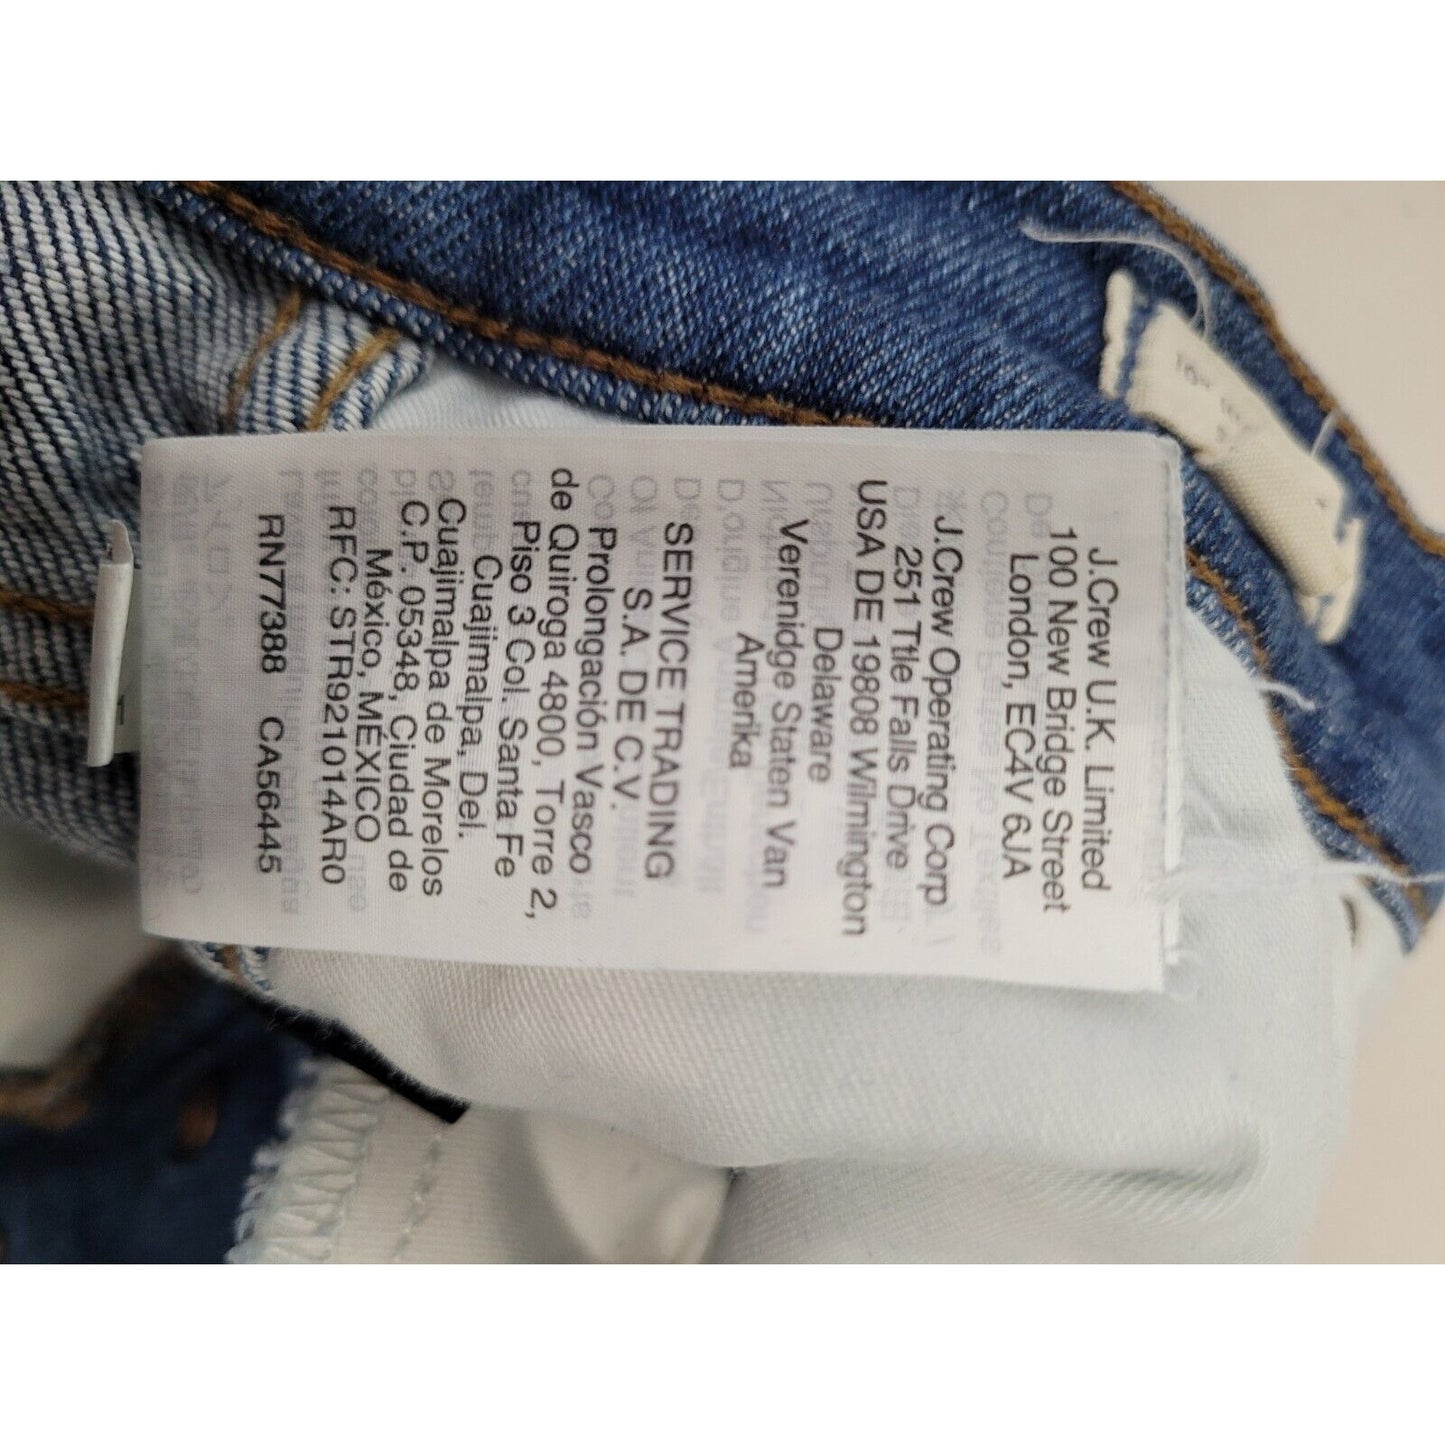 J.Crew U.K. Limited
100 New Bridge Street
London, EC4V 6JA
J.Crew Operating Corp.
251 Ttle Falls Drive
USA DE 19808 Wilmington
Delaware
Verenidge Staten Van
Amerika
SERVICE TRADING
S.A. DE C.V.
Prolongación Vasco
de Quiroga 4800, Torre 2,
Piso 3 Col. Santa Fe
Cuajimalpa, Del.
Cuajimalpa de Morelos
C.P. 05348, Ciudad de
México, MÉXICO
RFC: STR921014AR0
RN77388 CA56445